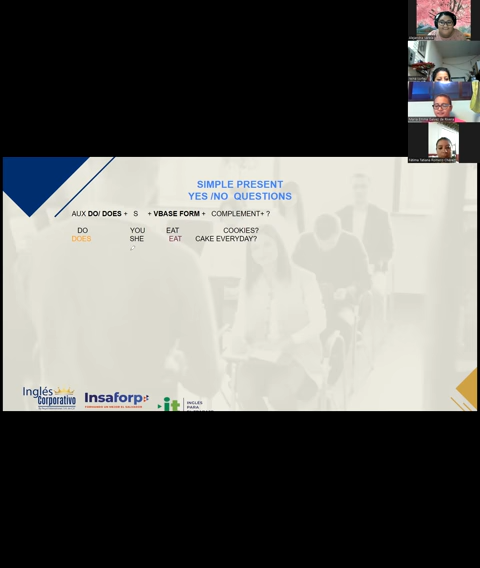 SIMPLE PRESENT
YES /NO QUESTIONS
AUX DO/ DOES + S + VBASE FORM + COMPLEMENT+ ?
DO YOU EAT COOKIES?
DOES SHE EAT CAKE EVERYDAY?
Inglés
Corporativo
Insaforp
it
INGLÉS
PARA